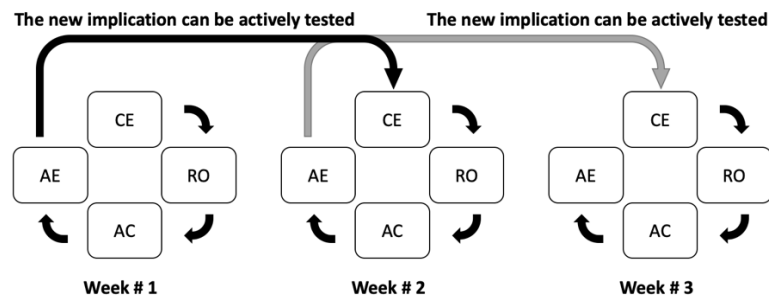 The new implication can be actively tested
The new implication can be actively tested
CE
AE
RO
AC
Week # 1
CE
AE
RO
AC
Week # 2
CE
AE
RO
AC
Week # 3